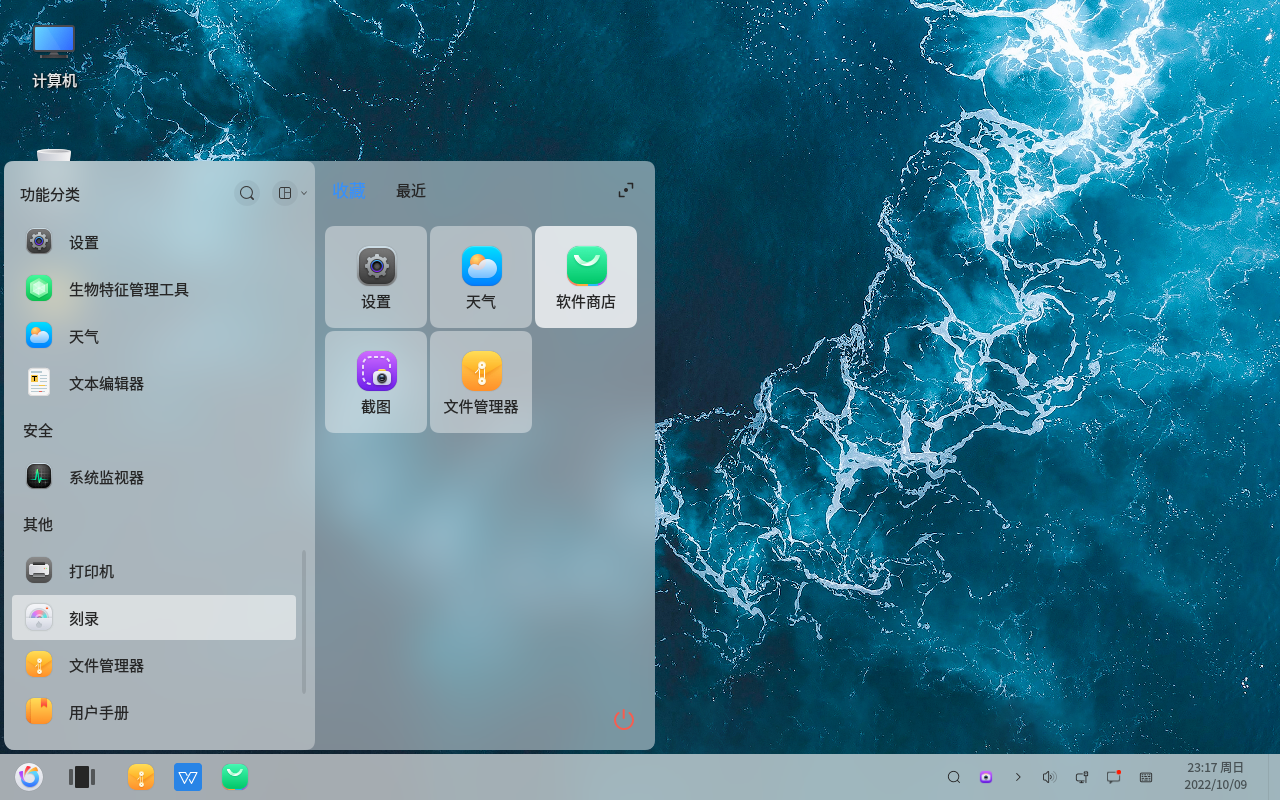 计算机
功能分类
设置
生物特征管理工具
天气
文本编辑器
安全
系统监视器
其他
打印机
刻录
文件管理器
用户手册
收藏 最近
设置 天气 软件商店
截图 文件管理器
23:17 周日
2022/10/09